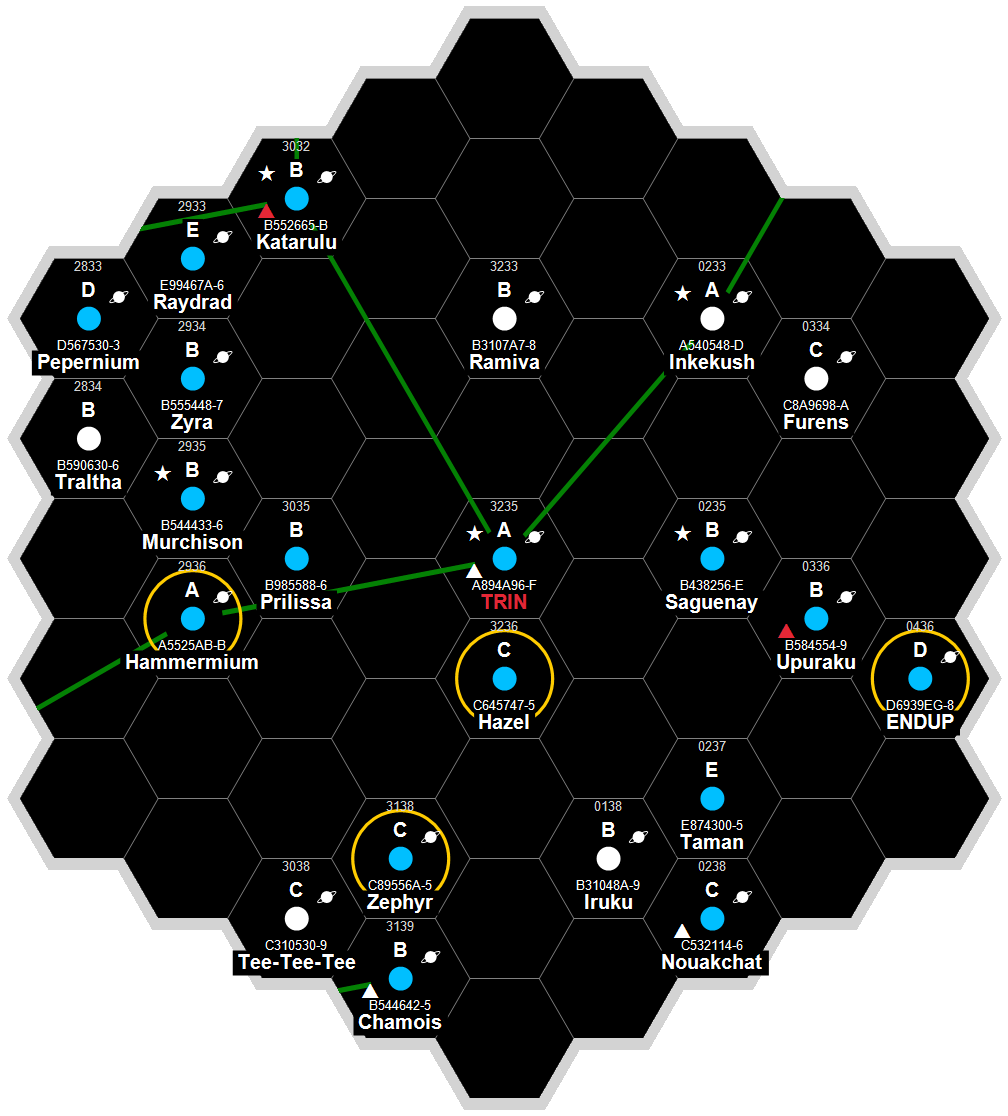 3032
B
B552665-B
Katarulu
2933
E
E99467A-6
Raydrad
2833
D
D567530-3
Pepernium
3233
B
B3107A7-8
Ramiva
0233
A
A540548-D
Inkekush
2934
B
B555448-7
Zyra
0334
C
C8A9698-A
Furens
2834
B
B590630-6
Traltha
2935
B
B544433-6
Murchison
3035
B
B985588-6
Prilissa
3235
A
A894A96-F
TRIN
0235
B
B438256-E
Saguenay
2936
A
A5525AB-B
Hammermium
0336
B
B584554-9
Upuraku
3236
C
C645747-5
Hazel
0436
D
D6939EG-8
ENDUP
0237
E
E874300-5
Taman
3138
C
C89556A-5
Zephyr
0138
B
B31048A-9
Iruku
3038
C
C310530-9
Tee-Tee-Tee
0238
C
C532114-6
Nouakchat
3139
B
B544642-5
Chamois